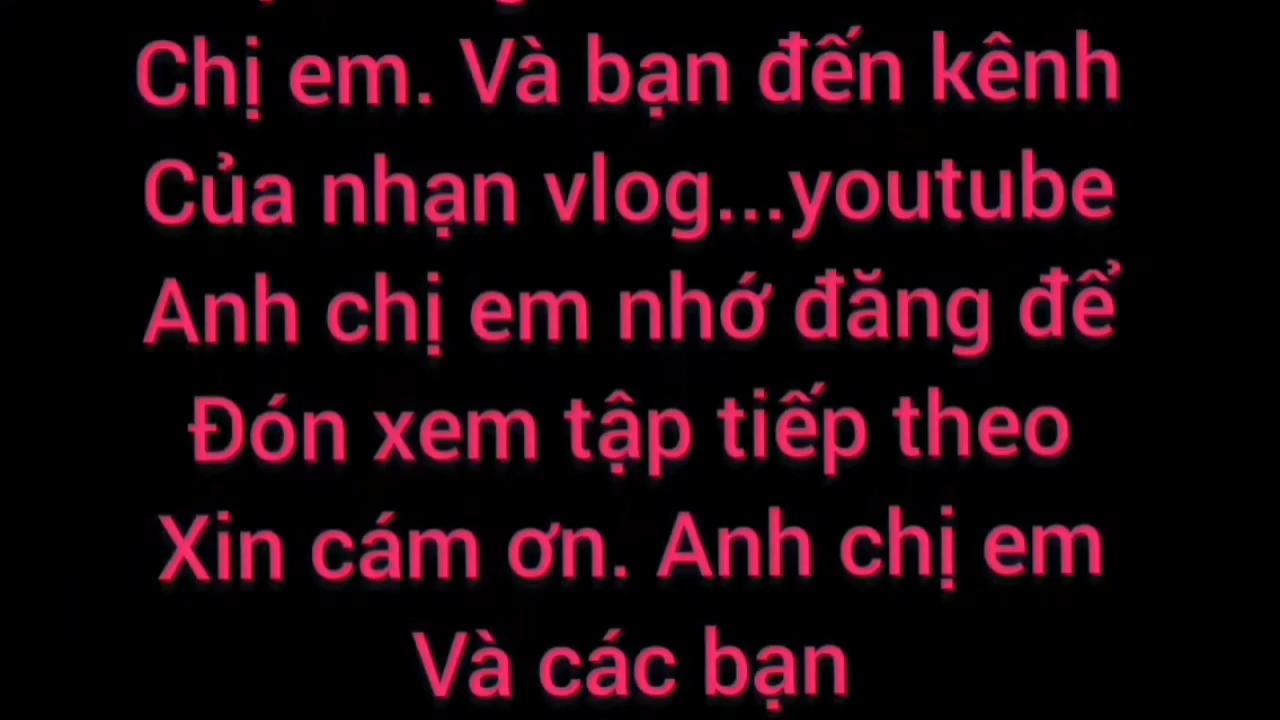 Chị em. Và bạn đến kênh
Của nhạn vlog...youtube
Anh chị em nhớ đăng để
Đón xem tập tiếp theo
Xin cám ơn. Anh chị em
Và các bạn